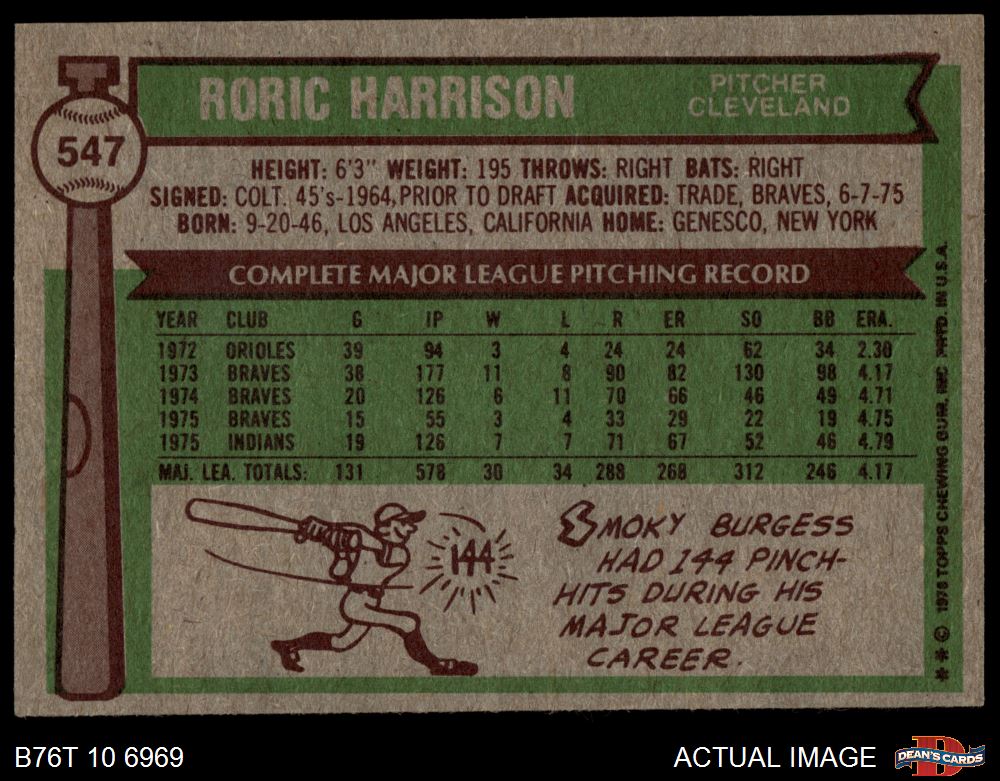 547
RORIC HARRISON
PITCHER
CLEVELAND
HEIGHT: 6'3" WEIGHT: 195 THROWS: RIGHT BATS: RIGHT
SIGNED: COLT. 45's-1964, PRIOR TO DRAFT ACQUIRED: TRADE, BRAVES, 6-7-75
BORN: 9-20-46, LOS ANGELES, CALIFORNIA HOME: GENESCO, NEW YORK
COMPLETE MAJOR LEAGUE PITCHING RECORD
YEAR CLUB G IP W L R ER SO BB ERA.
1972 ORIOLES 39 94 3 4 24 24 62 34 2.30
1973 BRAVES 38 177 11 8 90 82 130 98 4.17
1974 BRAVES 20 126 6 11 70 66 46 49 4.71
1975 BRAVES 15 55 3 4 33 29 22 19 4.75
1975 INDIANS 19 126 7 7 71 67 52 46 4.79
MAJ. LEA. TOTALS: 131 578 30 34 288 268 312 246 4.17
144
SMOKY BURGESS
HAD 144 PINCH-
HITS DURING HIS
MAJOR LEAGUE
CAREER.
** © 1976 TOPPS CHEWING GUM, INC. PRTD. IN U.S.A.
B76T 10 6969
ACTUAL IMAGE
D
DEAN'S CARDS